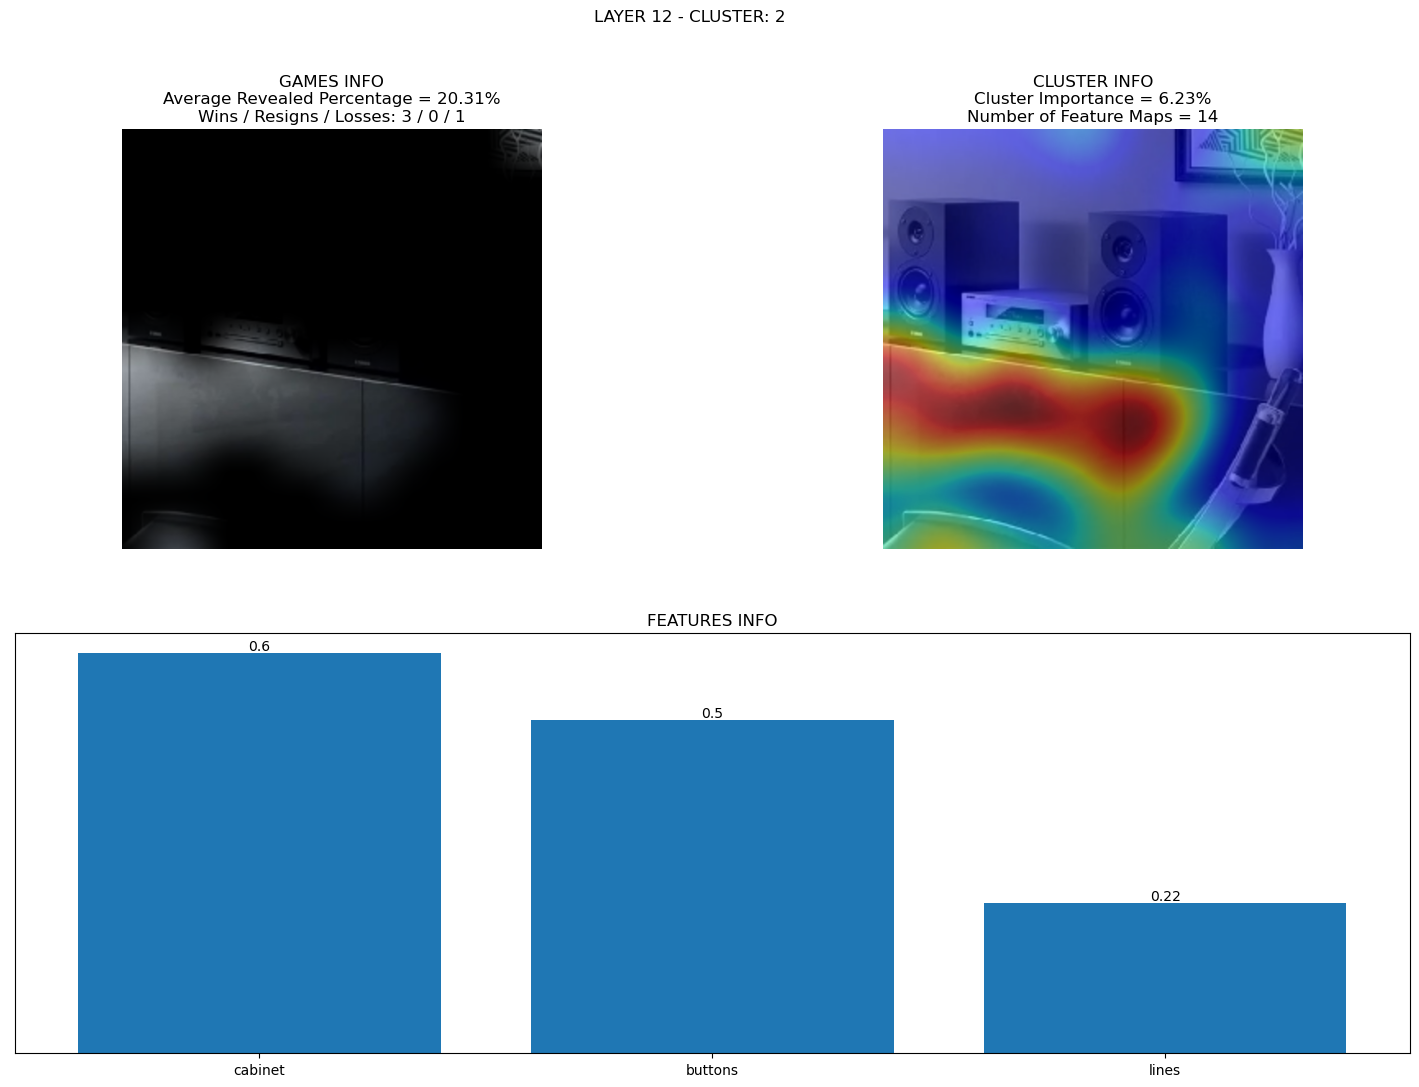 LAYER 12 - CLUSTER: 2
GAMES INFO
Average Revealed Percentage = 20.31%
Wins / Resigns / Losses: 3 / 0 / 1
CLUSTER INFO
Cluster Importance = 6.23%
Number of Feature Maps = 14
FEATURES INFO
0.6
0.5
0.22
cabinet
buttons
lines